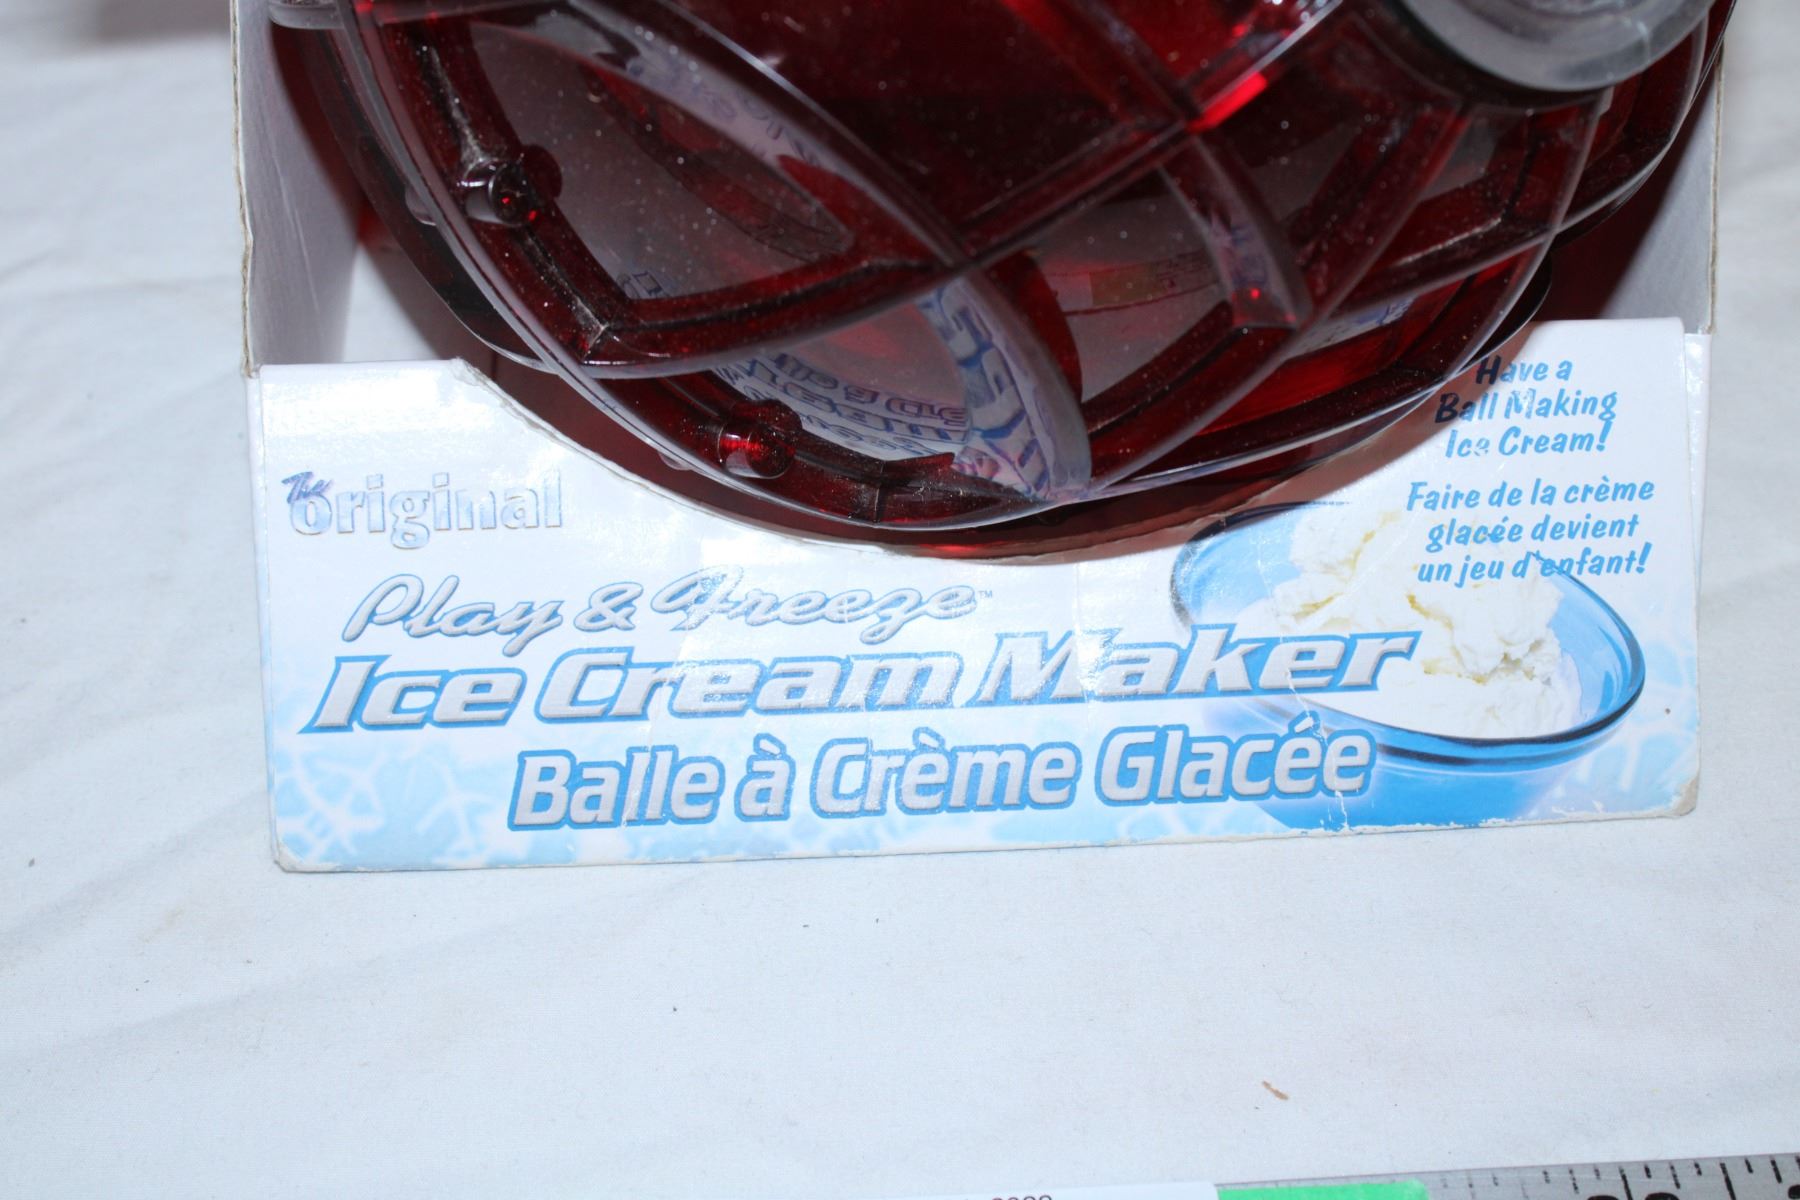 The
Original
Play & Freeze™
Ice Cream Maker
Balle à Crème Glacée
Have a
Ball Making
Ice Cream!
Faire de la crème
glacée devient
un jeu d'enfant!